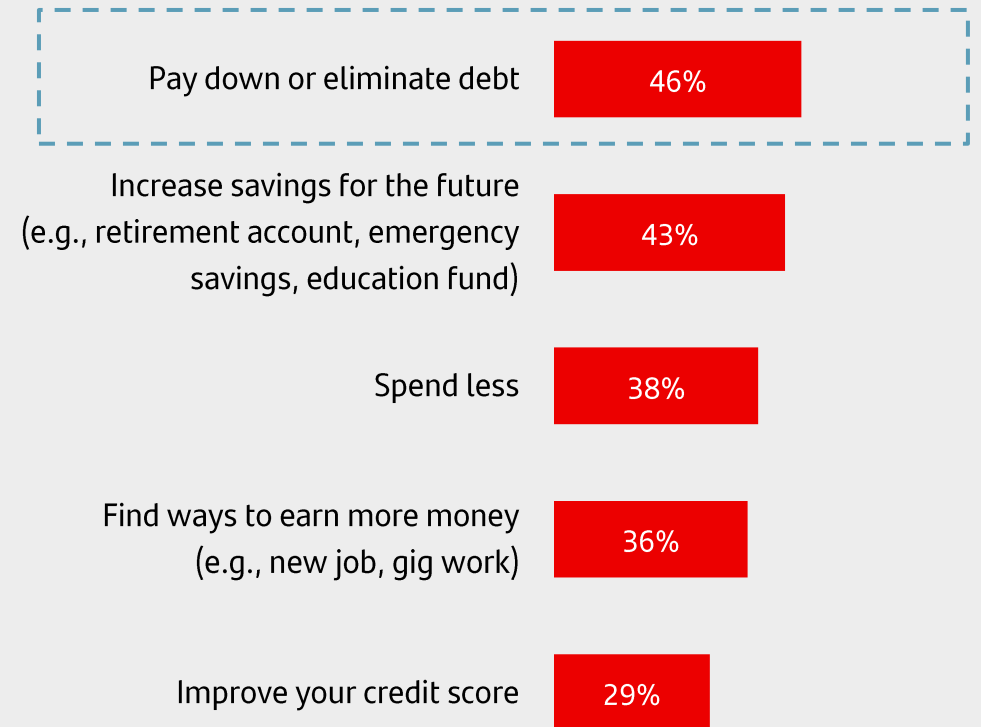 Pay down or eliminate debt
46%
Increase savings for the future
(e.g., retirement account, emergency
savings, education fund)
43%
Spend less
38%
Find ways to earn more money
(e.g., new job, gig work)
36%
Improve your credit score
29%